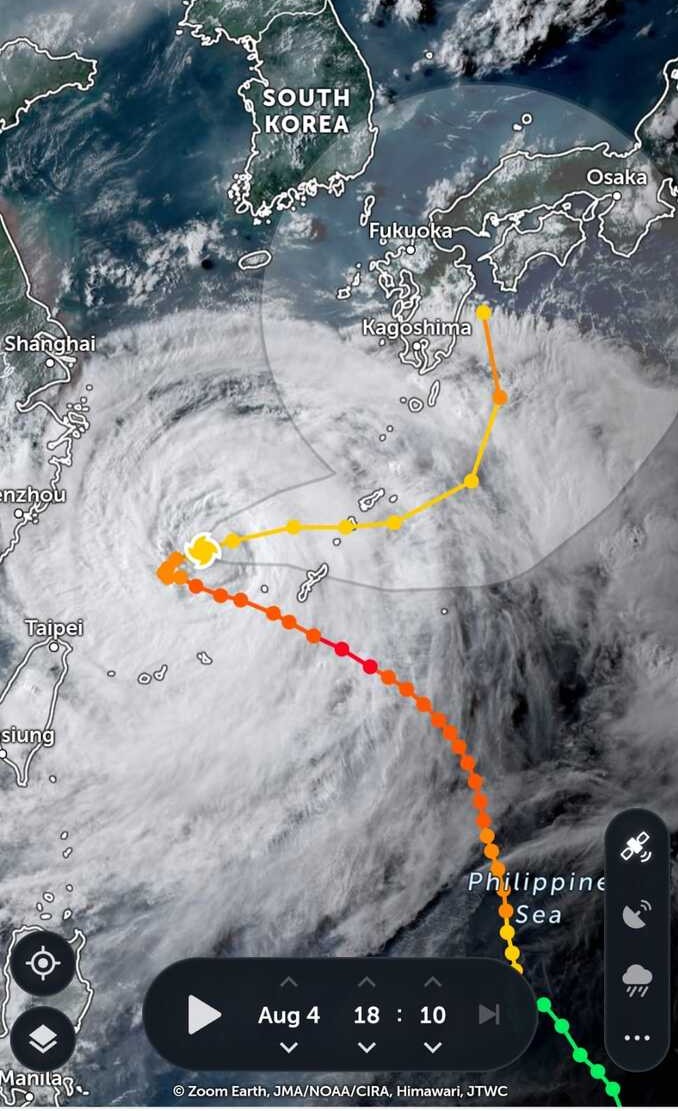 SOUTH
KOREA
Osaka
Fukuoka
Kagoshima
Shanghai
enzhou
Taipei
siung
Philippine
Sea
Aug 4 18 : 10
Manila
© Zoom Earth, JMA/NOAA/CIRA, Himawari, JTWC